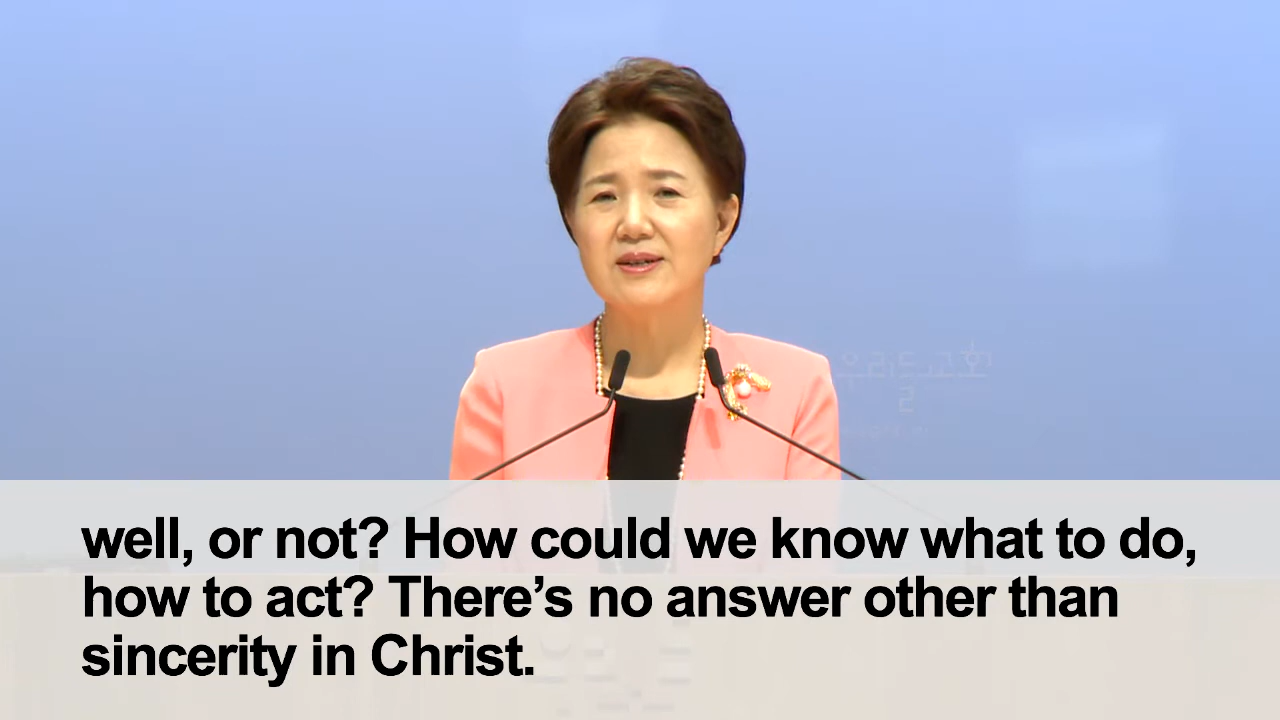 well, or not? How could we know what to do,
how to act? There’s no answer other than
sincerity in Christ.